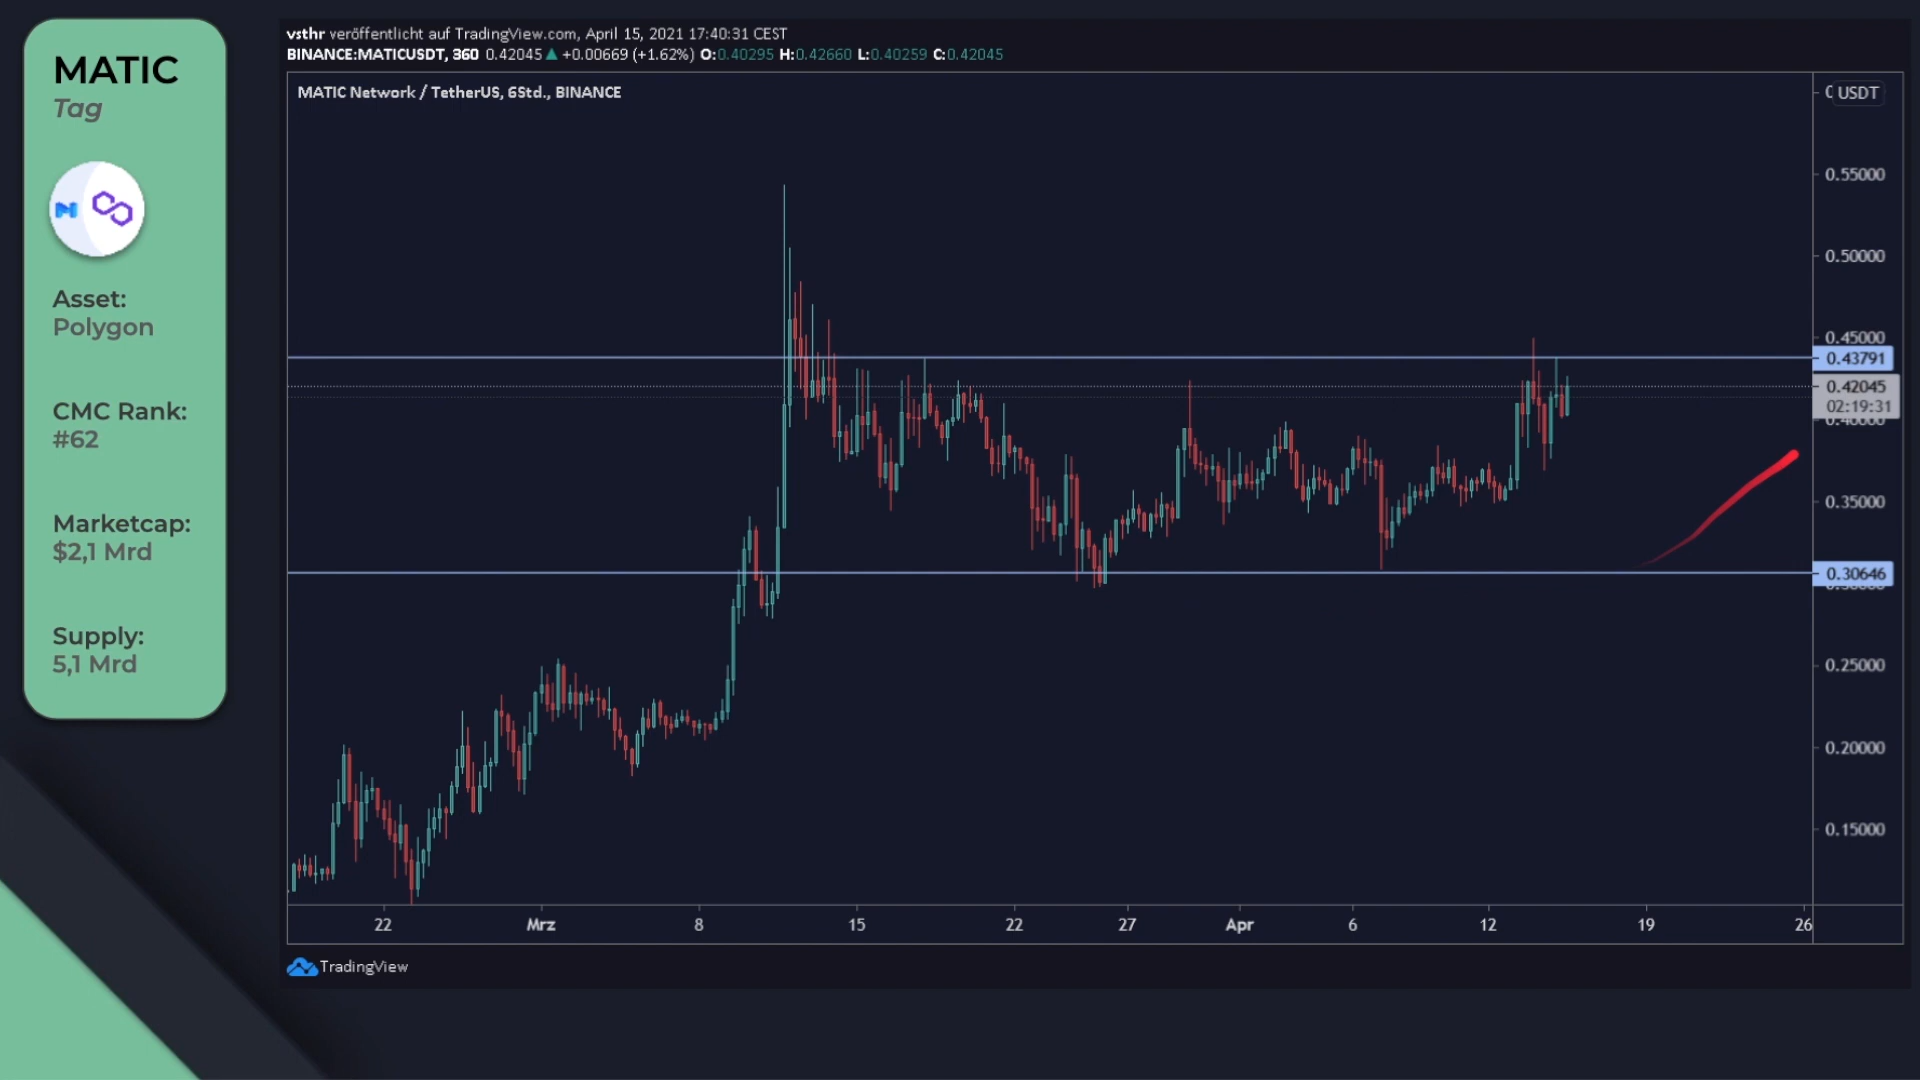 MATIC
Tag
Asset:
Polygon
CMC Rank:
#62
Marketcap:
$2,1 Mrd
Supply:
5,1 Mrd
vsthr veröffentlicht auf TradingView.com, April 15, 2021 17:40:31 CEST
BINANCE:MATICUSDT, 360 0.42045 ▲ +0.00669 (+1.62%) O:0.40295 H:0.42660 L:0.40259 C:0.42045
MATIC Network / TetherUS, 6Std., BINANCE
USDT
0.55000
0.50000
0.45000
0.43791
0.42045
02:19:31
0.40000
0.35000
0.30646
0.25000
0.20000
0.15000
22 Mrz 8 15 22 27 Apr 6 12 19 26
TradingView